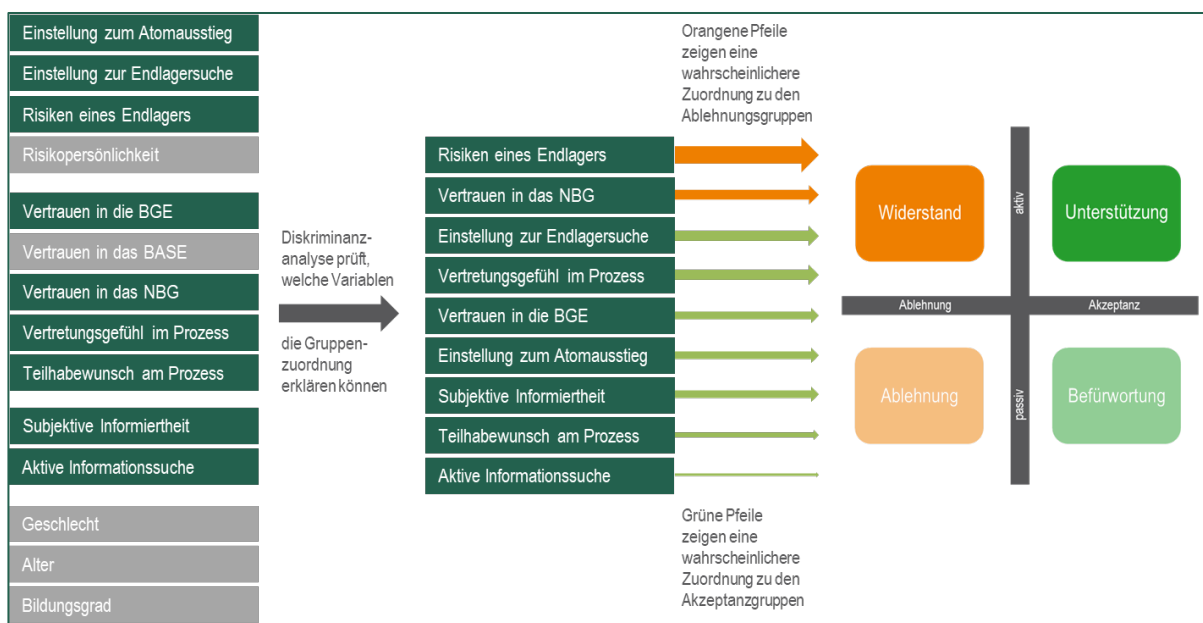 Einstellung zum Atomausstieg
Einstellung zur Endlagersuche
Risiken eines Endlagers
Risikopersönlichkeit
Vertrauen in die BGE
Vertrauen in das BASE
Vertrauen in das NBG
Vertretungsgefühl im Prozess
Teilhabewunsch am Prozess
Subjektive Informiertheit
Aktive Informationssuche
Geschlecht
Alter
Bildungsgrad
Diskriminanz-
analyse prüft,
welche Variablen
die Gruppen-
zuordnung
erklären können
Orangene Pfeile
zeigen eine
wahrscheinlichere
Zuordnung zu den
Ablehnungsgruppen
Risiken eines Endlagers
Vertrauen in das NBG
Einstellung zur Endlagersuche
Vertretungsgefühl im Prozess
Vertrauen in die BGE
Einstellung zum Atomausstieg
Subjektive Informiertheit
Teilhabewunsch am Prozess
Aktive Informationssuche
Grüne Pfeile
zeigen eine
wahrscheinlichere
Zuordnung zu den
Akzeptanzgruppen
Widerstand
aktiv
Unterstützung
Ablehnung
Akzeptanz
Ablehnung
passiv
Befürwortung